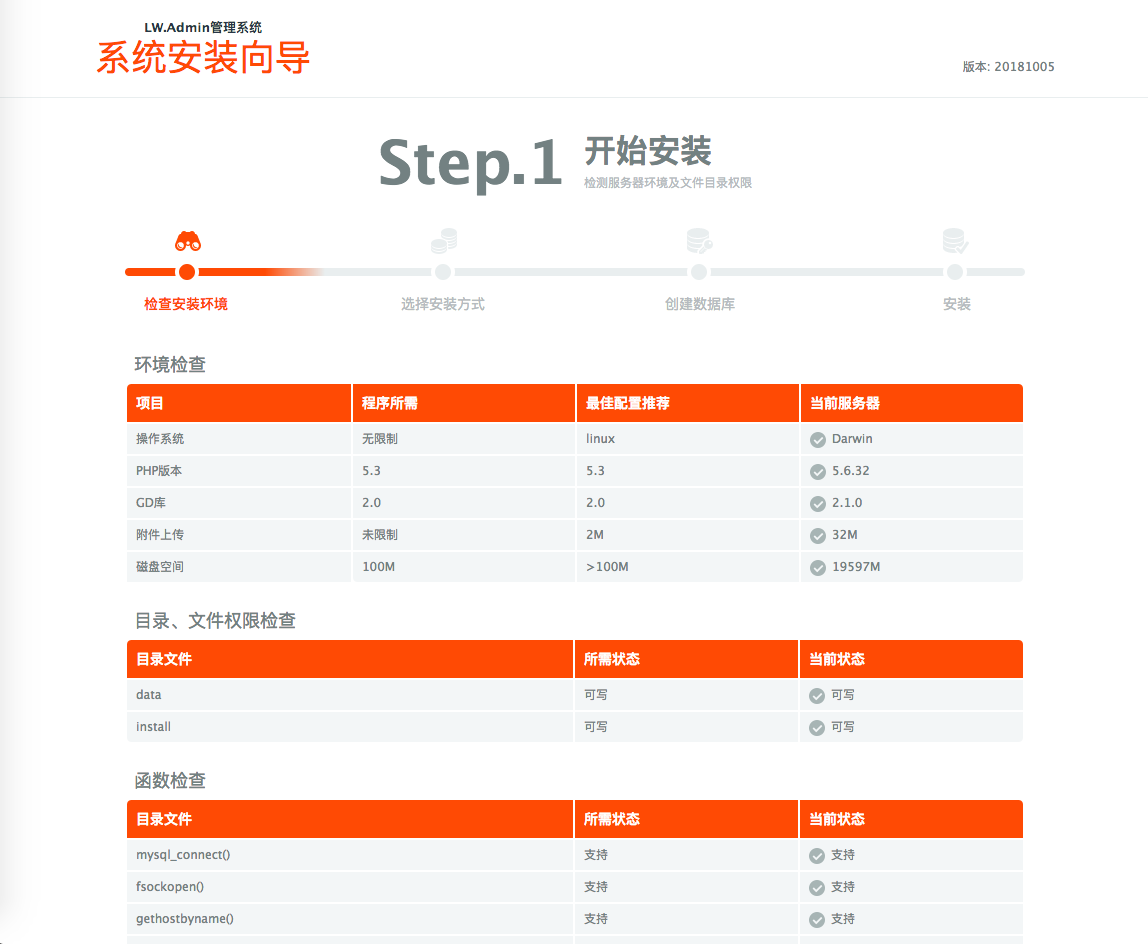 LW.Admin管理系统
系统安装向导
版本: 20181005
Step.1
开始安装
检测服务器环境及文件目录权限
检查安装环境 选择安装方式 创建数据库 安装
环境检查
项目 程序所需 最佳配置推荐 当前服务器
操作系统 无限制 linux Darwin
PHP版本 5.3 5.3 5.6.32
GD库 2.0 2.0 2.1.0
附件上传 未限制 2M 32M
磁盘空间 100M >100M 19597M
目录、文件权限检查
目录文件 所需状态 当前状态
data 可写 可写
install 可写 可写
函数检查
目录文件 所需状态 当前状态
mysql_connect() 支持 支持
fsockopen() 支持 支持
gethostbyname() 支持 支持